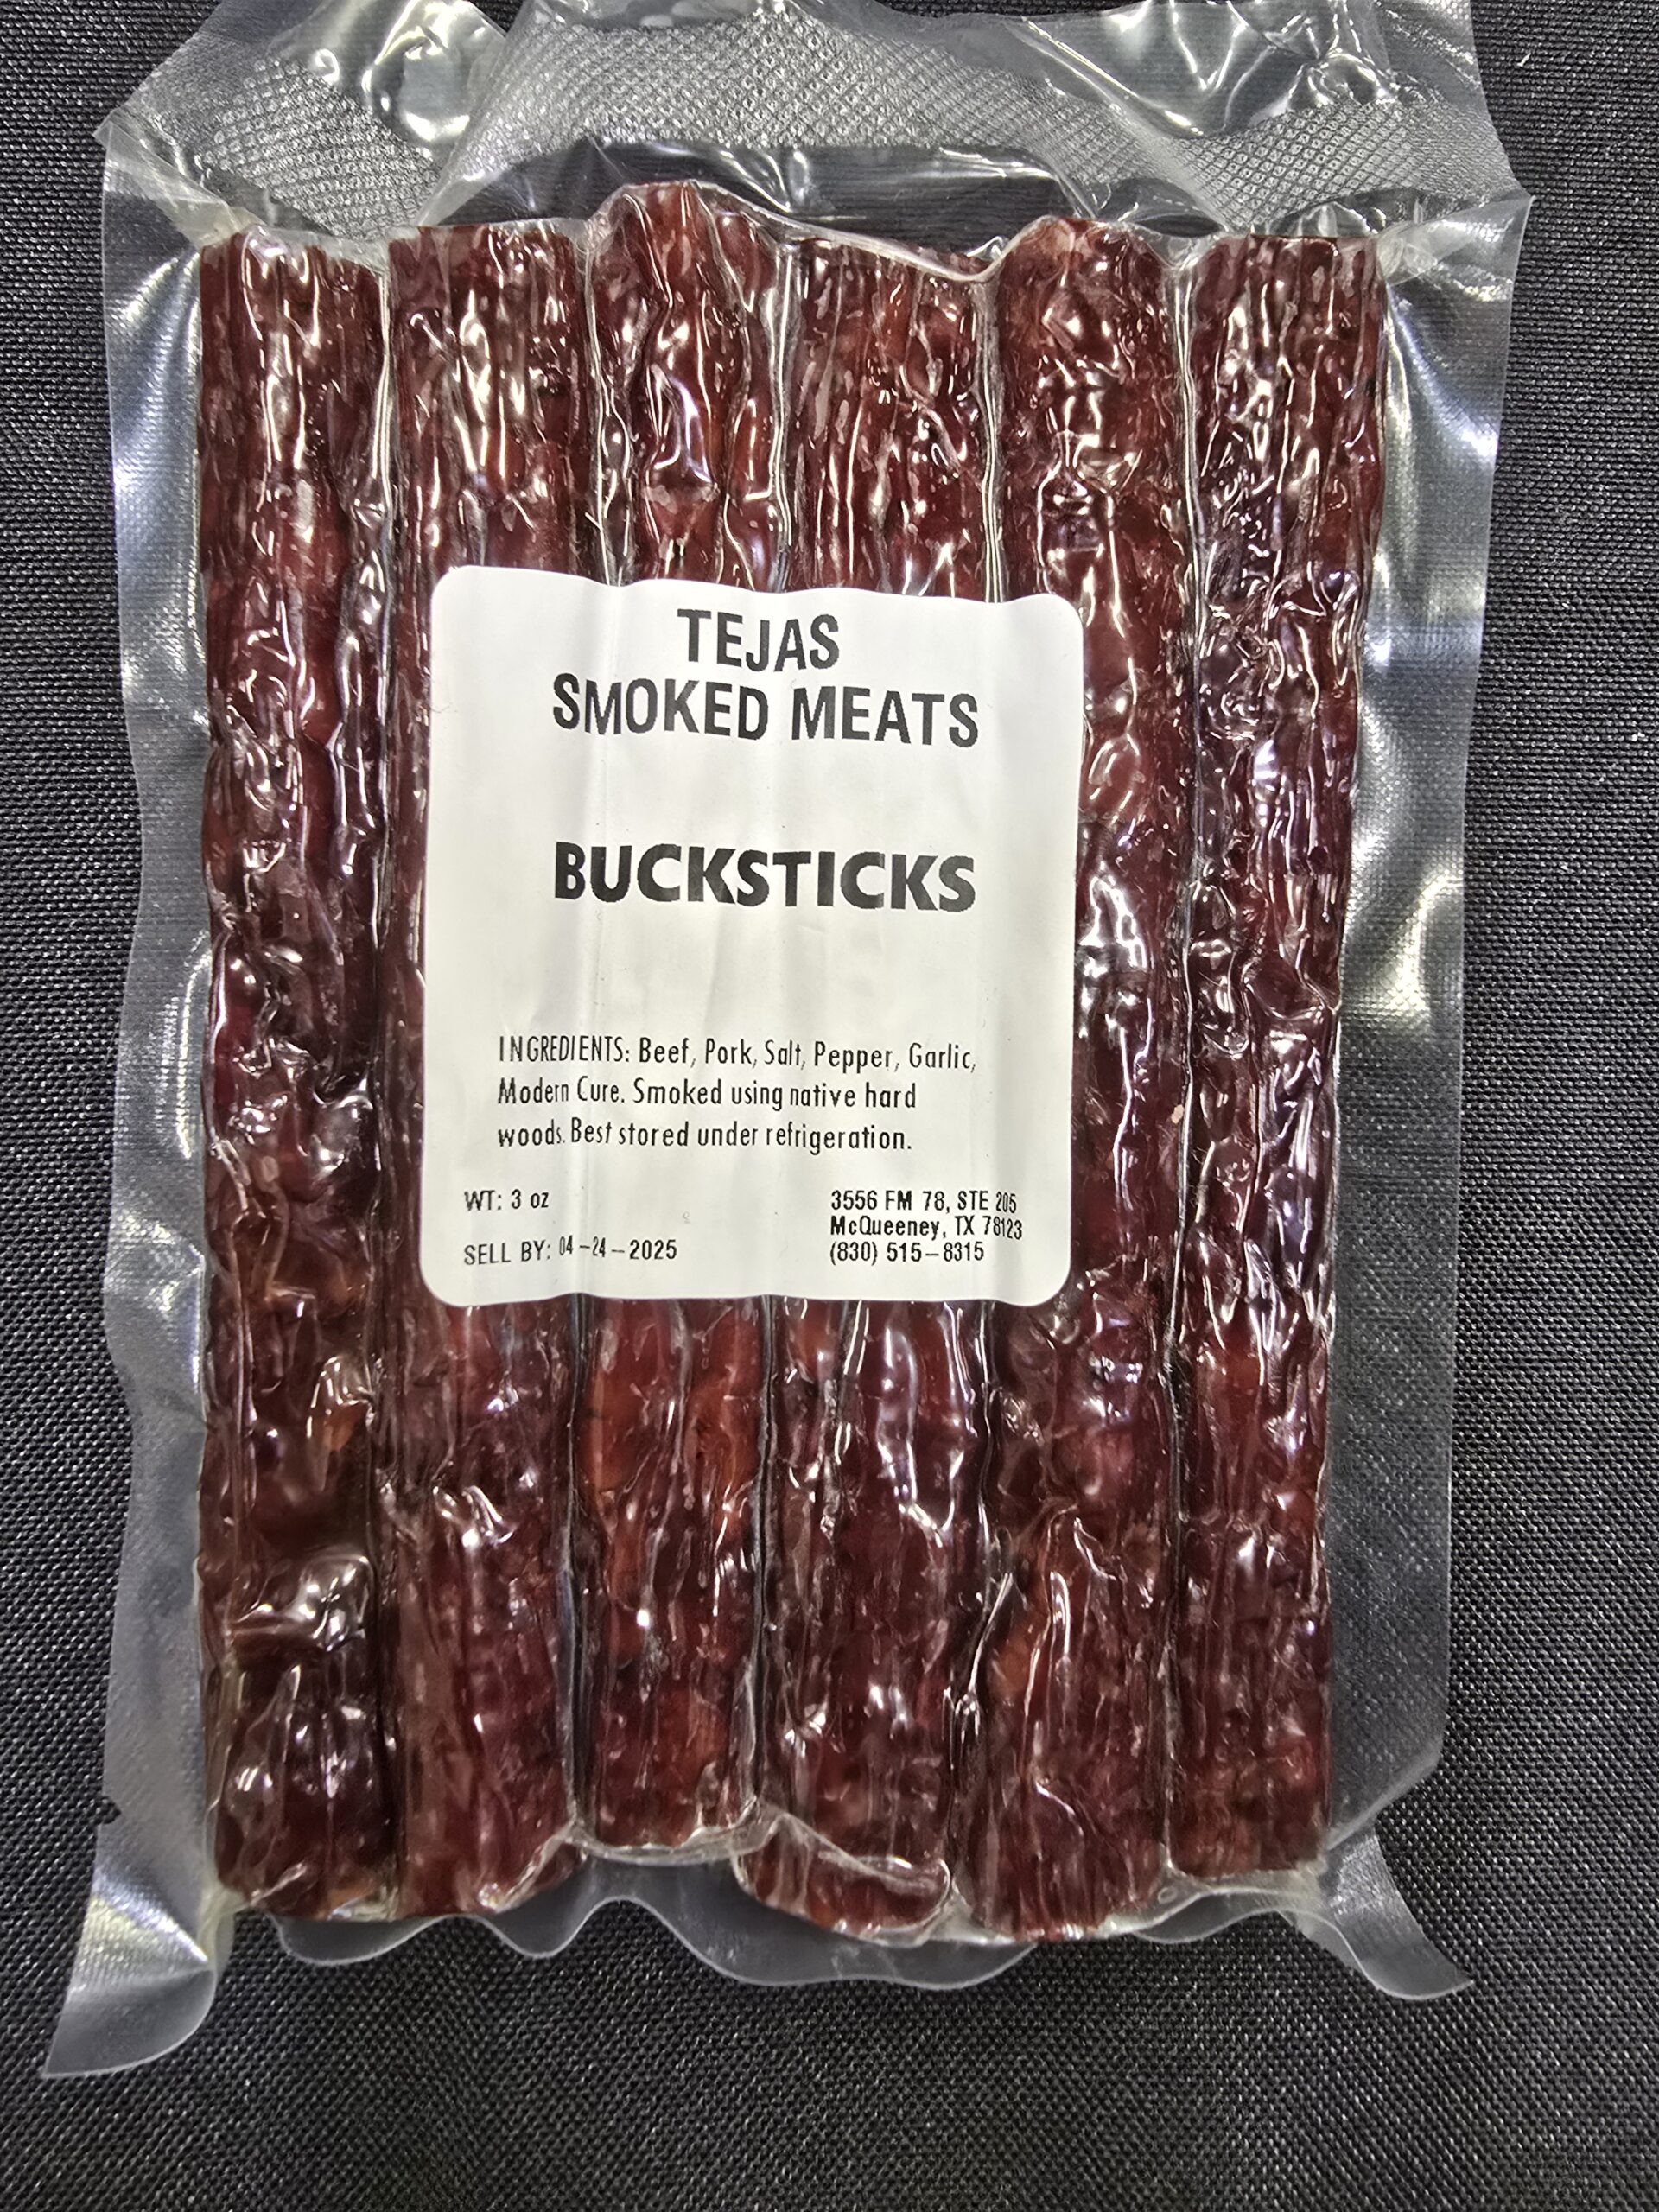 TEJAS
SMOKED MEATS
BUCKSTICKS
INGREDIENTS: Beef, Pork, Salt, Pepper, Garlic,
Modern Cure. Smoked using native hard
woods. Best stored under refrigeration.
WT: 3 oz
SELL BY: 04-24-2025
3556 FM 78, STE 205
McQueeney, TX 78123
(830) 515-8315